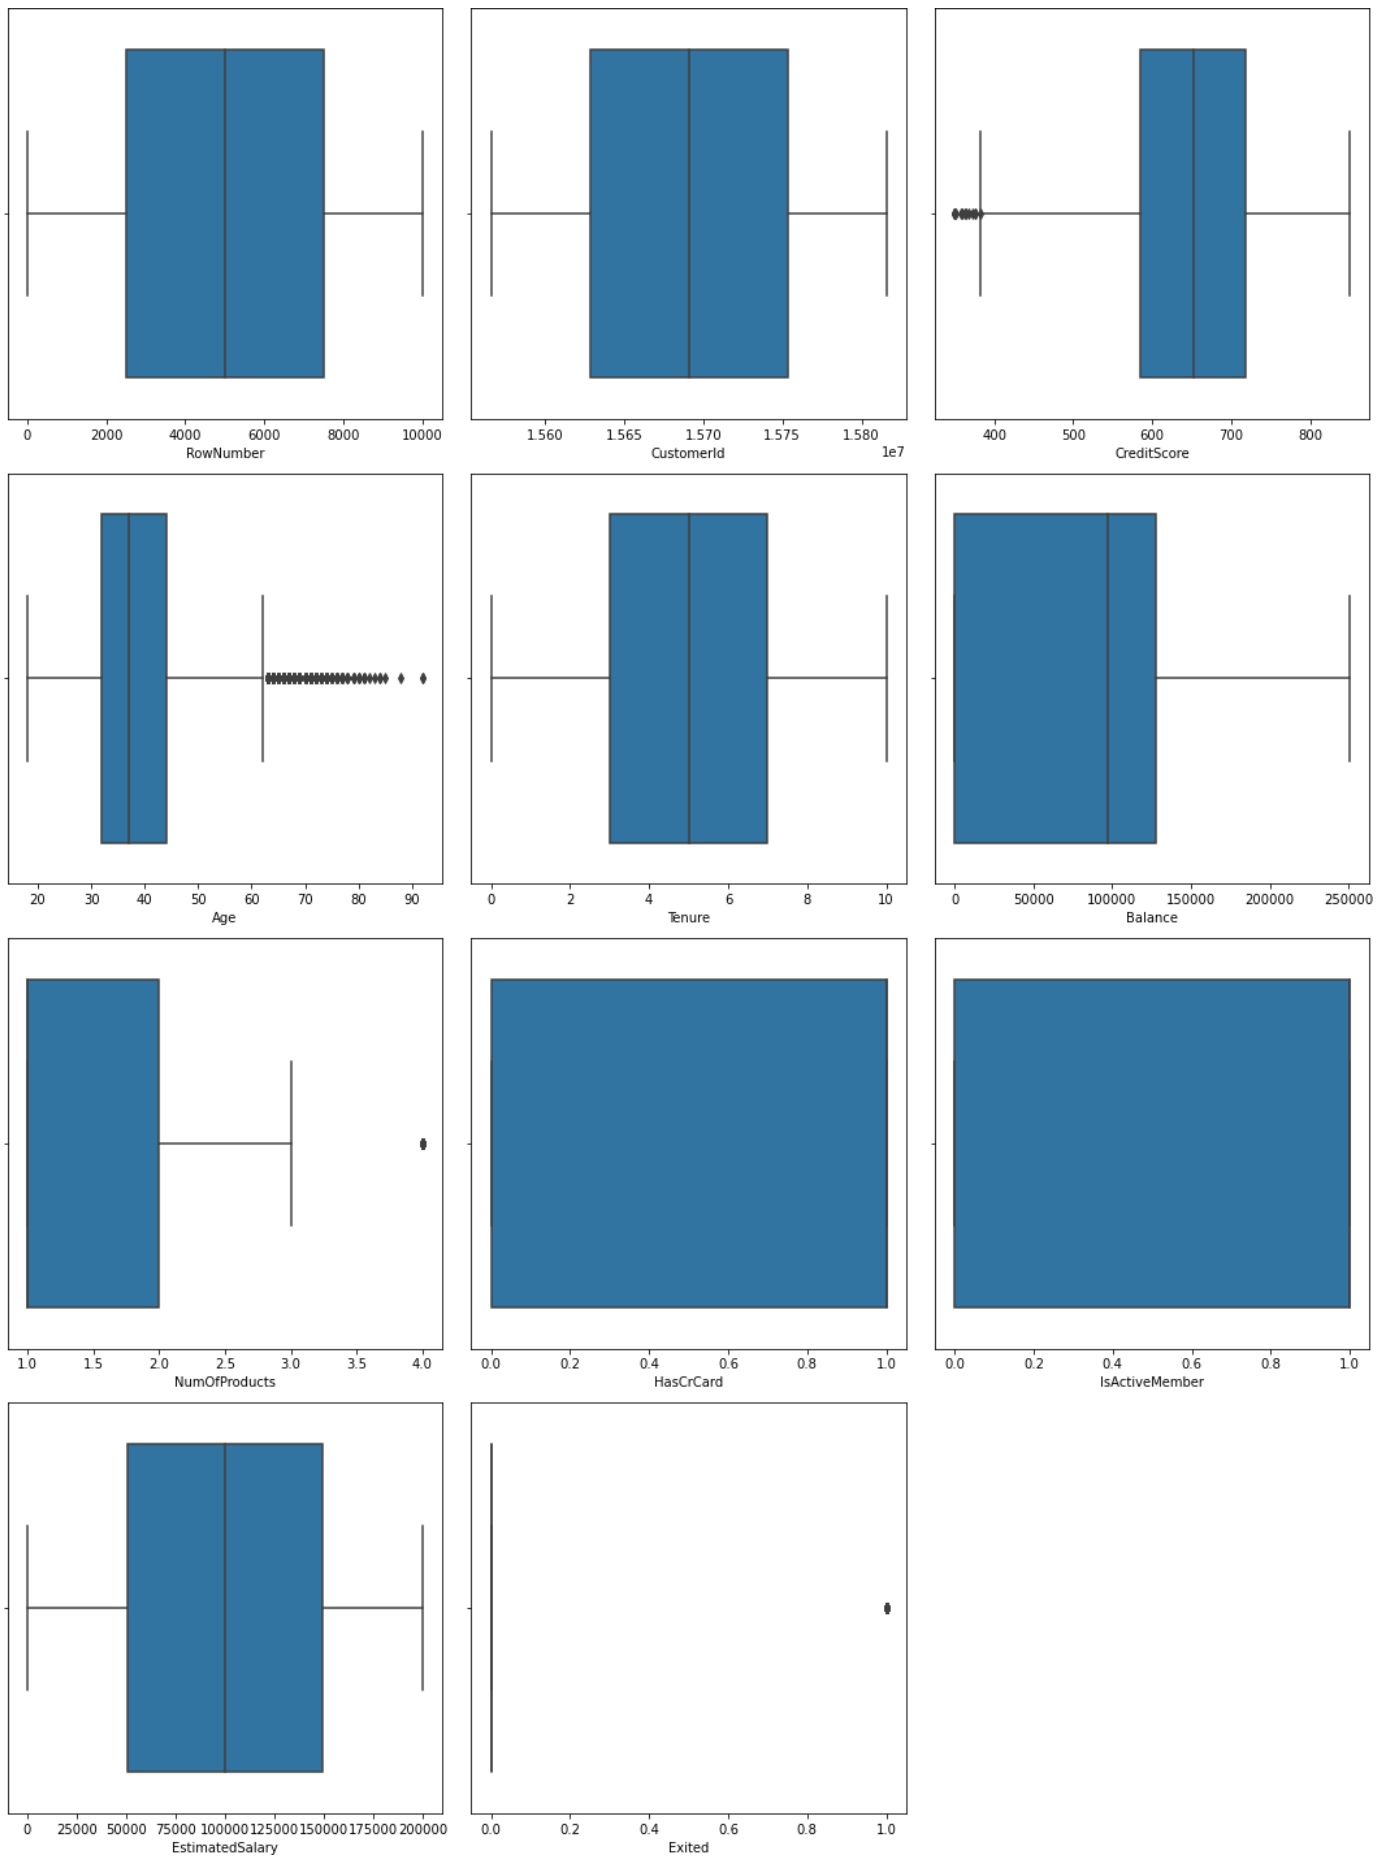 0 2000 4000 6000 8000 10000
RowNumber
1.560 1.565 1.570 1.575 1.580
CustomerId 1e7
400 500 600 700 800
CreditScore
20 30 40 50 60 70 80 90
Age
0 2 4 6 8 10
Tenure
0 50000 100000 150000 200000 250000
Balance
1.0 1.5 2.0 2.5 3.0 3.5 4.0
NumOfProducts
0.0 0.2 0.4 0.6 0.8 1.0
HasCrCard
0.0 0.2 0.4 0.6 0.8 1.0
IsActiveMember
0 25000 50000 75000 100000 125000 150000 175000 200000
EstimatedSalary
0.0 0.2 0.4 0.6 0.8 1.0
Exited